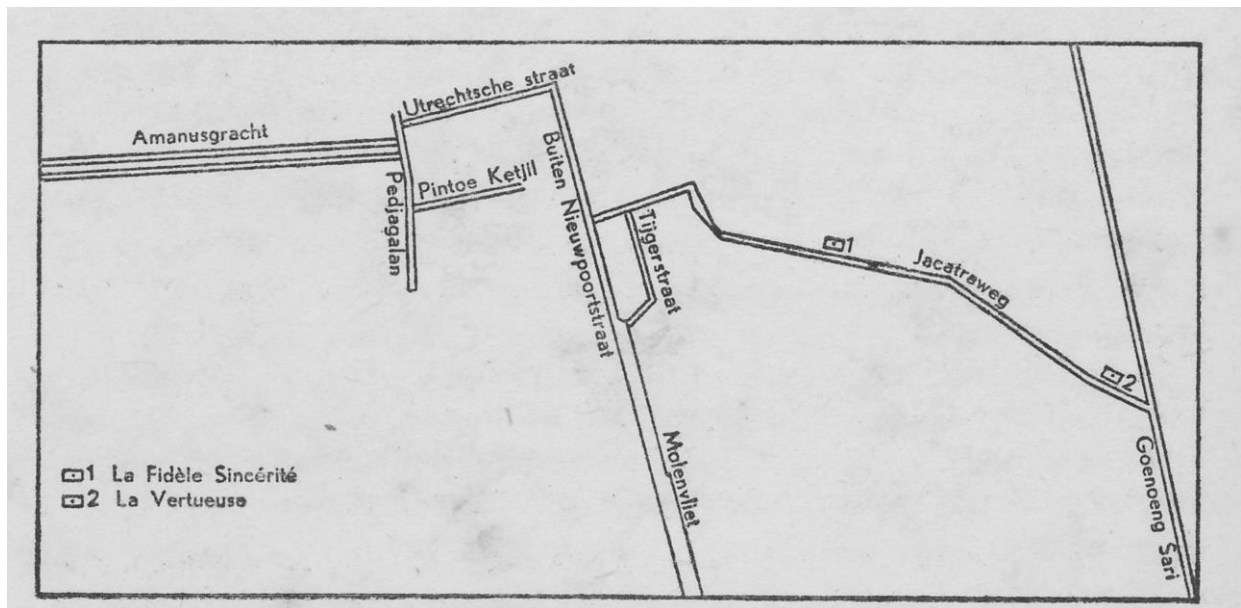 Utrechtsche straat
Amanusgracht
Pedjagalan
Pintoe Ketjil
Buiten Nieuwpoortstraat
Tijgerstraat
1
Jacatraweg
2
Molenvliet
Goenoeng Sari
1 La Fidèle Sincérité
2 La Vertueuse